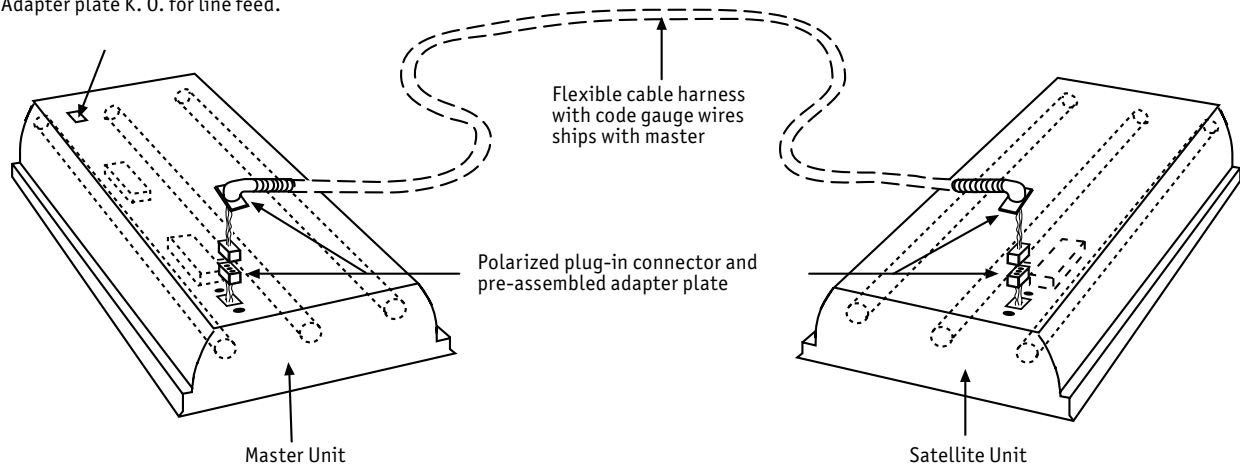 Adapter plate K. O. for line feed.
Flexible cable harness
with code gauge wires
ships with master
Polarized plug-in connector and
pre-assembled adapter plate
Master Unit
Satellite Unit